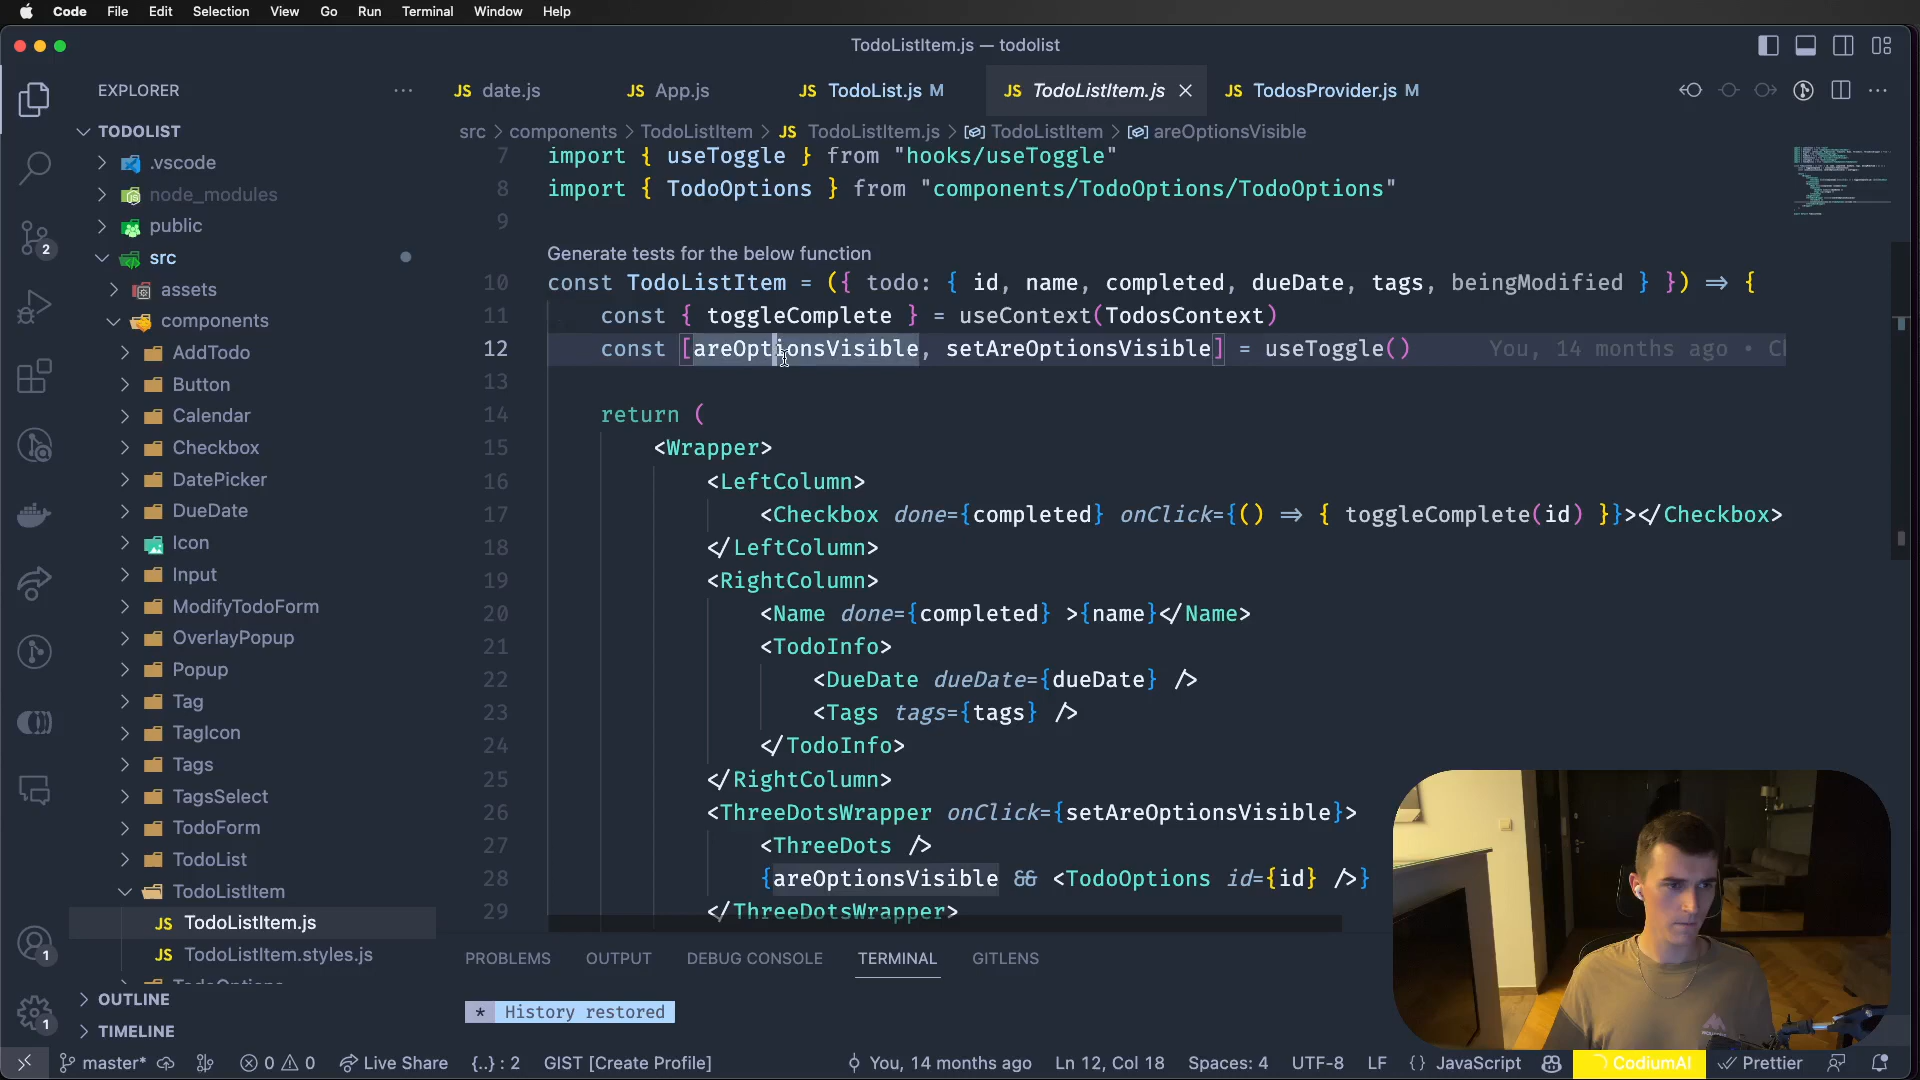 Code File Edit Selection View Go Run Terminal Window Help
TodoListItem.js — todolist
EXPLORER
JS date.js
JS App.js
JS TodoList.js M
JS TodoListItem.js
JS TodosProvider.js M
src > components > TodoListItem > JS TodoListItem.js > TodoListItem > areOptionsVisible
TODOLIST
.vscode
node_modules
public
src
assets
components
AddTodo
Button
Calendar
Checkbox
DatePicker
DueDate
Icon
Input
ModifyTodoForm
OverlayPopup
Popup
Tag
TagIcon
Tags
TagsSelect
TodoForm
TodoList
TodoListItem
JS TodoListItem.js
JS TodoListItem.styles.js
TodoOptions
OUTLINE
TIMELINE
2
1
1
7 import { useToggle } from "hooks/useToggle"
8 import { TodoOptions } from "components/TodoOptions/TodoOptions"
9
Generate tests for the below function
10 const TodoListItem = ({ todo: { id, name, completed, dueDate, tags, beingModified } }) => {
11 const { toggleComplete } = useContext(TodosContext)
12 const [areOptionsVisible, setAreOptionsVisible] = useToggle() You, 14 months ago •
13
14 return (
15 <Wrapper>
16 <LeftColumn>
17 <Checkbox done={completed} onClick={() => { toggleComplete(id) }}></Checkbox>
18 </LeftColumn>
19 <RightColumn>
20 <Name done={completed} >{name}</Name>
21 <TodoInfo>
22 <DueDate dueDate={dueDate} />
23 <Tags tags={tags} />
24 </TodoInfo>
25 </RightColumn>
26 <ThreeDotsWrapper onClick={setAreOptionsVisible}>
27 <ThreeDots />
28 {areOptionsVisible && <TodoOptions id={id} />}
29 </ThreeDotsWrapper>
PROBLEMS OUTPUT DEBUG CONSOLE TERMINAL GITLENS
* History restored
master* 0 0 Live Share {..} : 2 GIST [Create Profile] You, 14 months ago Ln 12, Col 18 Spaces: 4 UTF-8 LF {} JavaScript CodiumAI Prettier